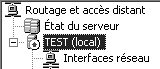 Routage et accès distant
État du serveur
TEST (local)
Interfaces réseau